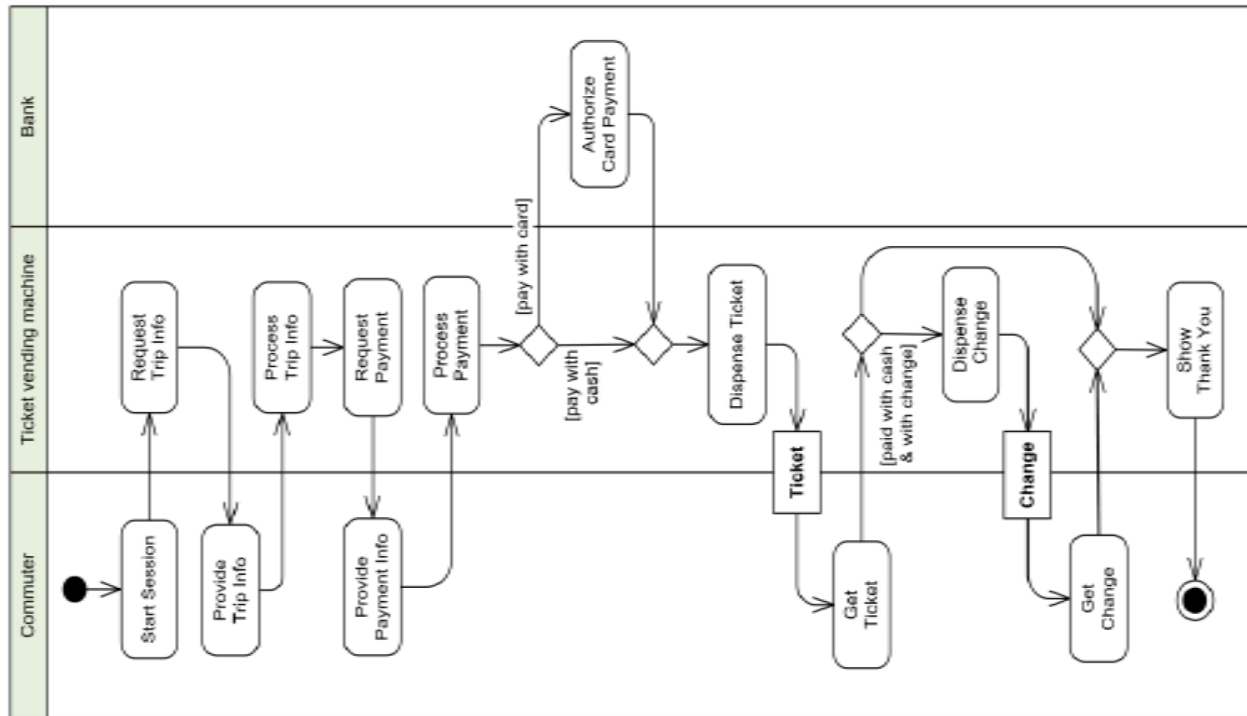 Commuter
Ticket vending machine
Bank
Start Session
Request
Trip Info
Provide
Trip Info
Process
Trip Info
Request
Payment
Provide
Payment Info
Process
Payment
[pay with card]
[pay with
cash]
Authorize
Card Payment
Dispense Ticket
Ticket
Get
Ticket
[paid with cash
& with change]
Dispense
Change
Change
Get
Change
Show
Thank You